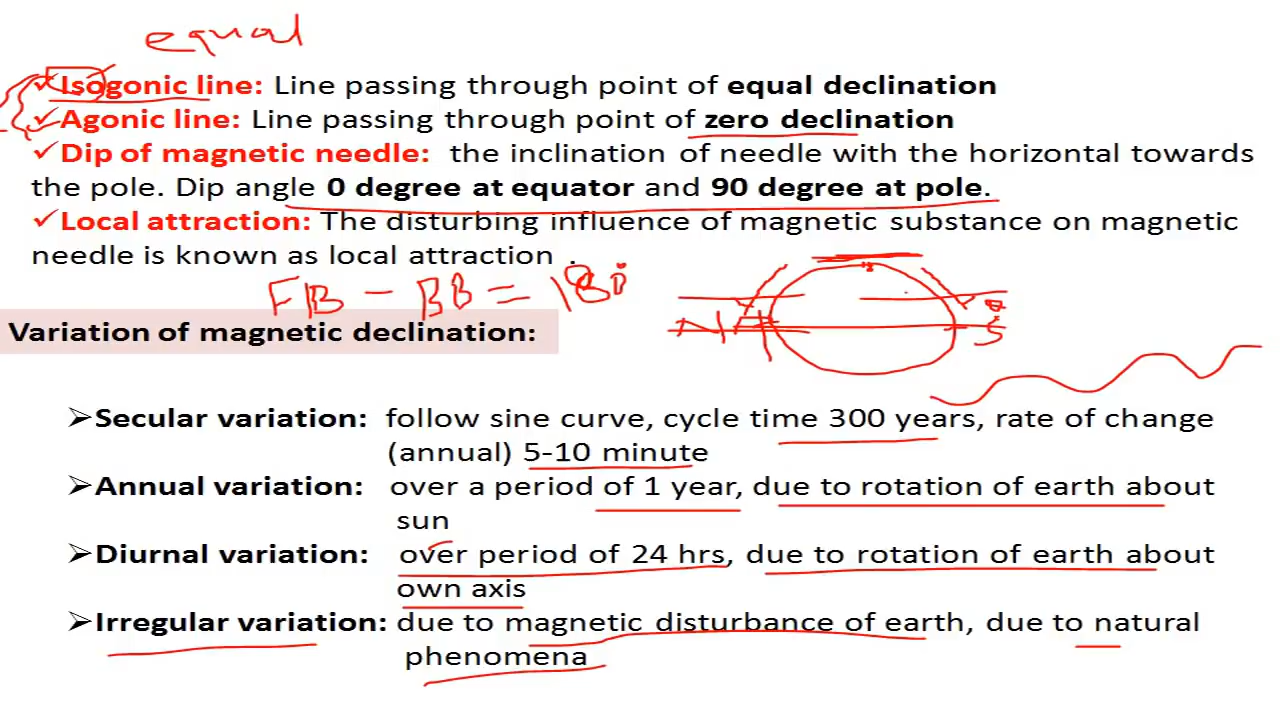 equal
✓Isogonic line: Line passing through point of equal declination
✓Agonic line: Line passing through point of zero declination
✓Dip of magnetic needle: the inclination of needle with the horizontal towards
the pole. Dip angle 0 degree at equator and 90 degree at pole.
✓Local attraction: The disturbing influence of magnetic substance on magnetic
needle is known as local attraction .
FB - BB = 180°
Variation of magnetic declination:
N
S
➢Secular variation: follow sine curve, cycle time 300 years, rate of change
(annual) 5-10 minute
➢Annual variation: over a period of 1 year, due to rotation of earth about
sun
➢Diurnal variation: over period of 24 hrs, due to rotation of earth about
own axis
➢Irregular variation: due to magnetic disturbance of earth, due to natural
phenomena